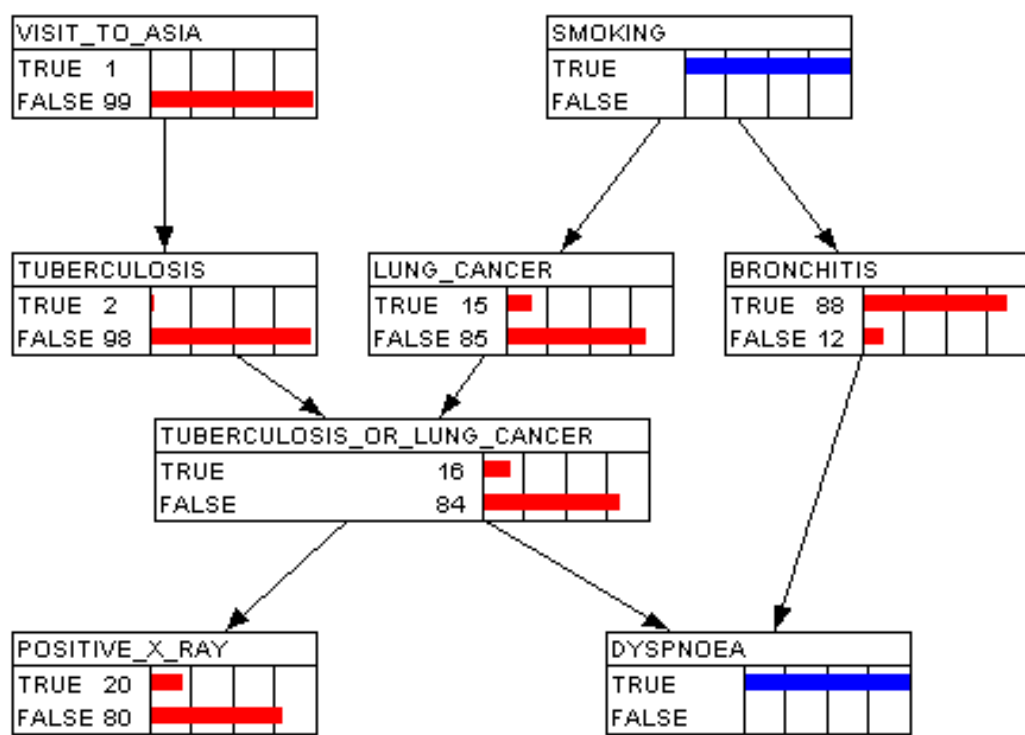 VISIT_TO_ASIA
TRUE 1
FALSE 99
SMOKING
TRUE
FALSE
TUBERCULOSIS
TRUE 2
FALSE 98
LUNG_CANCER
TRUE 15
FALSE 85
BRONCHITIS
TRUE 88
FALSE 12
TUBERCULOSIS_OR_LUNG_CANCER
TRUE 16
FALSE 84
POSITIVE_X_RAY
TRUE 20
FALSE 80
DYSPNOEA
TRUE
FALSE